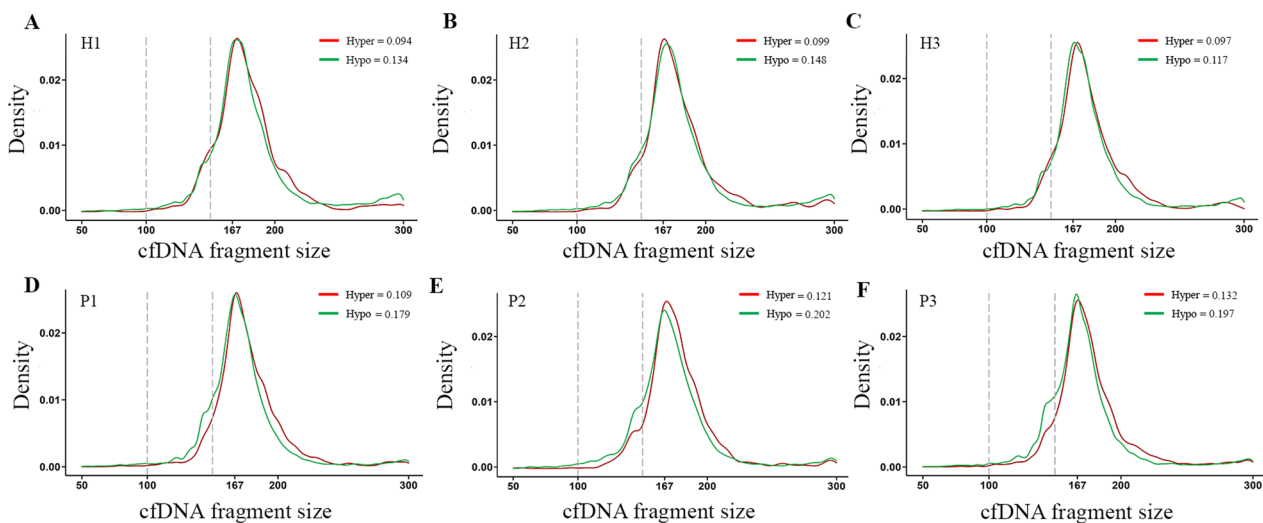 A
H1
Hyper = 0.094
Hypo = 0.134
Density
0.02
0.01
0.00
50 100 167 200 300
cfDNA fragment size
B
H2
Hyper = 0.099
Hypo = 0.148
Density
0.02
0.01
0.00
50 100 167 200 300
cfDNA fragment size
C
H3
Hyper = 0.097
Hypo = 0.117
Density
0.02
0.01
0.00
50 100 167 200 300
cfDNA fragment size
D
P1
Hyper = 0.109
Hypo = 0.179
Density
0.02
0.01
0.00
50 100 167 200 300
cfDNA fragment size
E
P2
Hyper = 0.121
Hypo = 0.202
Density
0.02
0.01
0.00
50 100 167 200 300
cfDNA fragment size
F
P3
Hyper = 0.132
Hypo = 0.197
Density
0.02
0.01
0.00
50 100 167 200 300
cfDNA fragment size